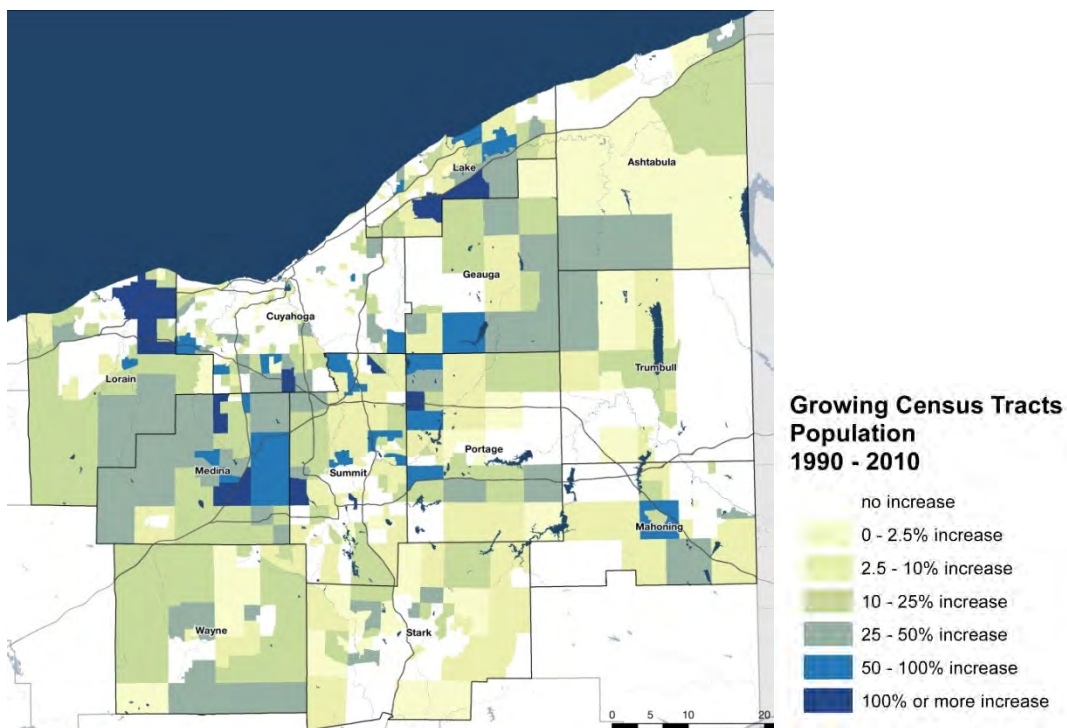 Ashtabula
Lake
Geauga
Cuyahoga
Lorain
Trumbull
Portage
Medina
Summit
Mahoning
Wayne
Stark
0 5 10 20
Growing Census Tracts
Population
1990 - 2010
no increase
0 - 2.5% increase
2.5 - 10% increase
10 - 25% increase
25 - 50% increase
50 - 100% increase
100% or more increase